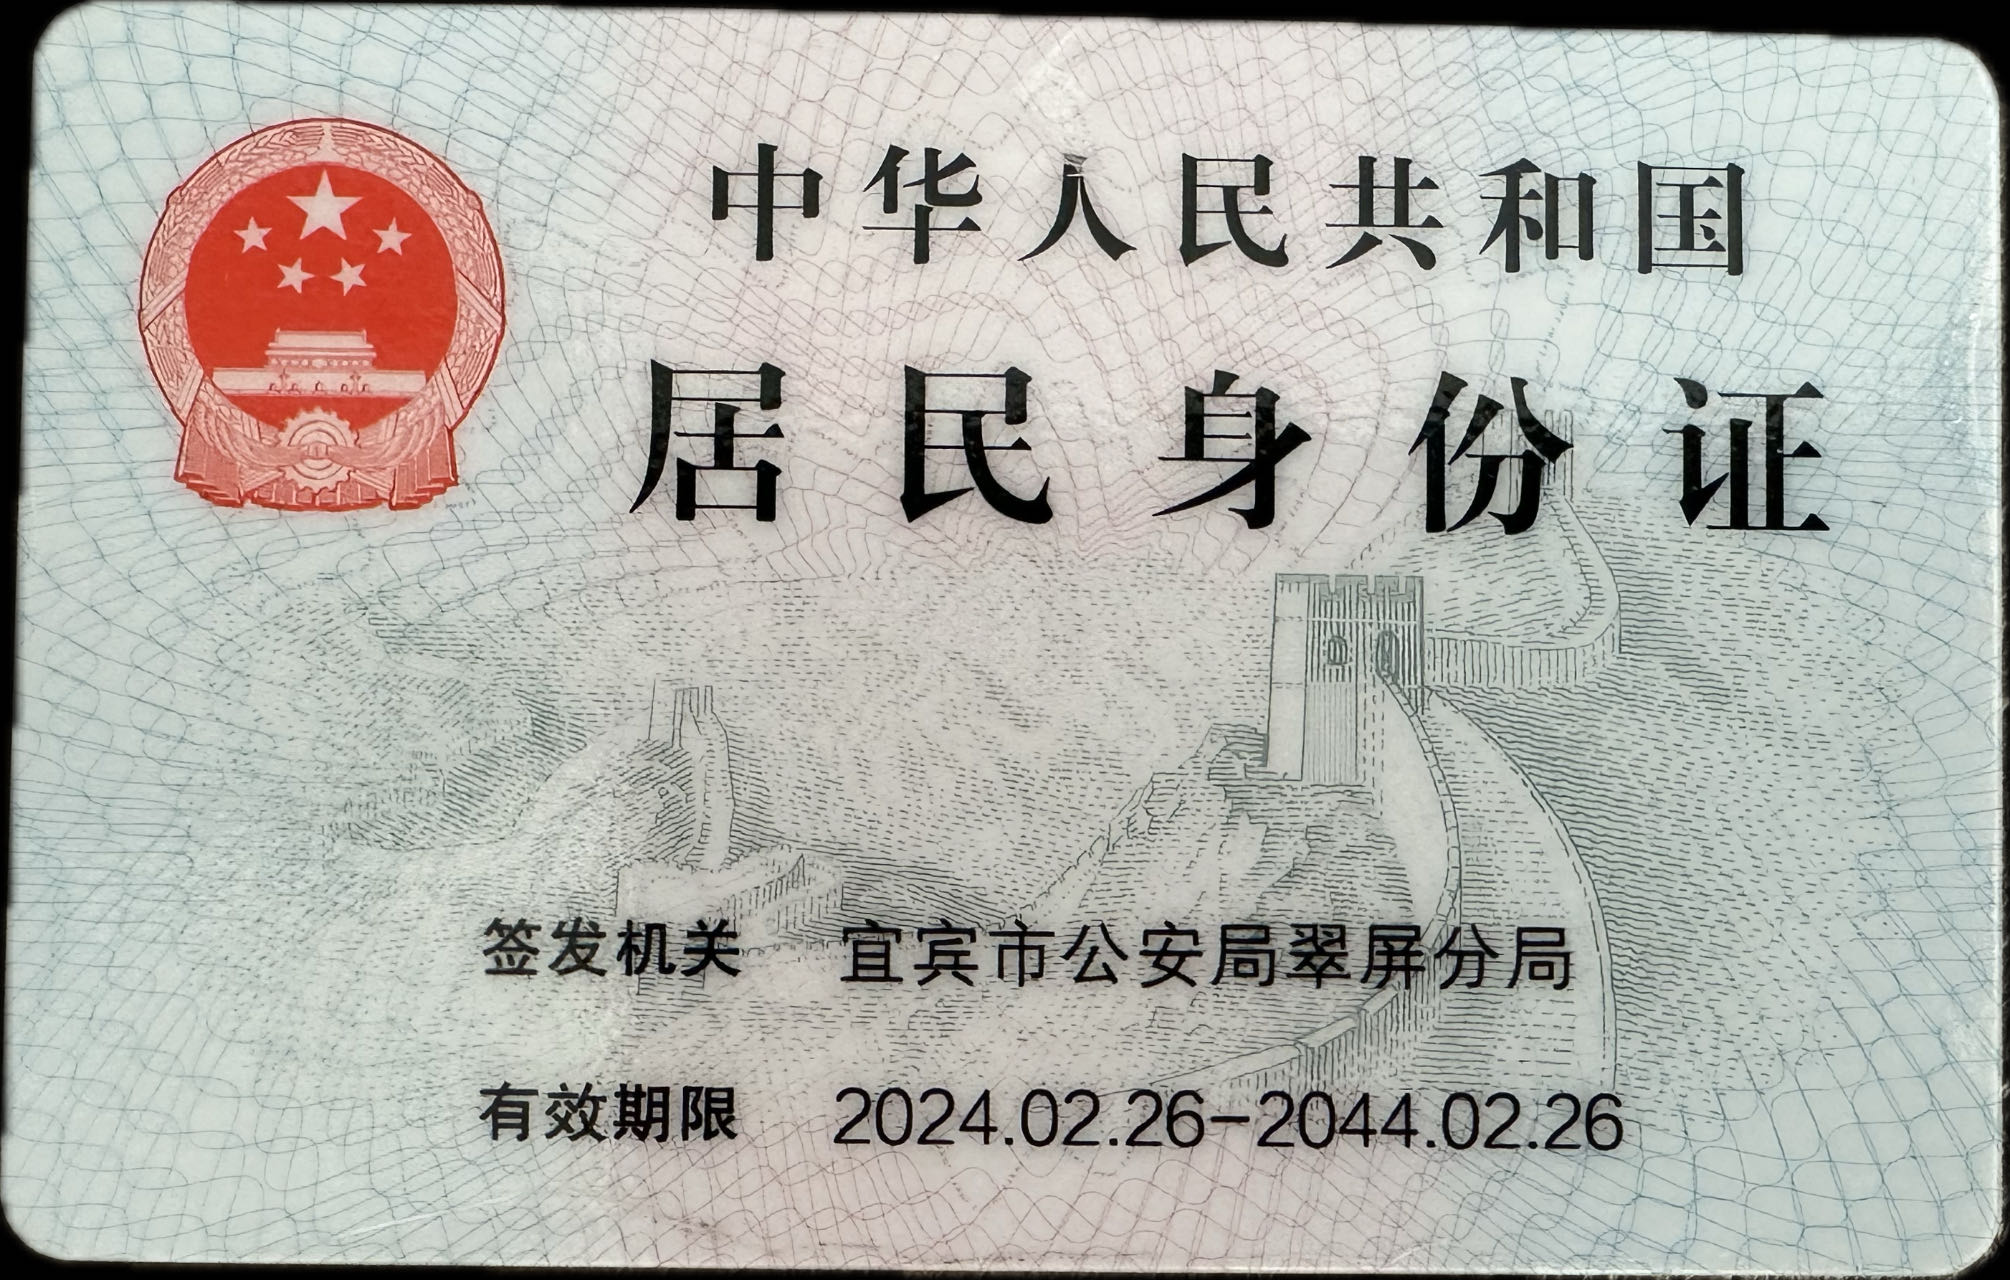 中华人民共和国
居民身份证
签发机关 宜宾市公安局翠屏分局
有效期限 2024.02.26-2044.02.26